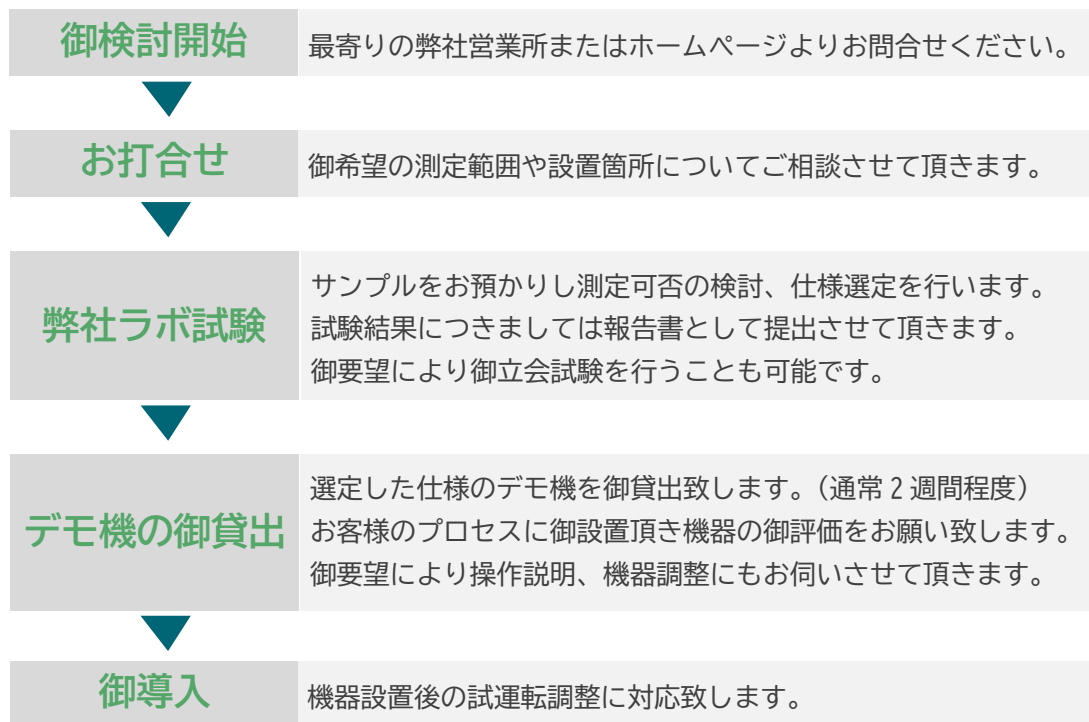 御検討開始
最寄りの弊社営業所またはホームページよりお問合せください。
お打合せ
御希望の測定範囲や設置箇所についてご相談させて頂きます。
弊社ラボ試験
サンプルをお預かりし測定可否の検討、仕様選定を行います。
試験結果につきましては報告書として提出させて頂きます。
御要望により御立会試験を行うことも可能です。
デモ機の御貸出
選定した仕様のデモ機を御貸出致します。(通常2週間程度)
お客様のプロセスに御設置頂き機器の御評価をお願い致します。
御要望により操作説明、機器調整にもお伺いさせて頂きます。
御導入
機器設置後の試運転調整に対応致します。